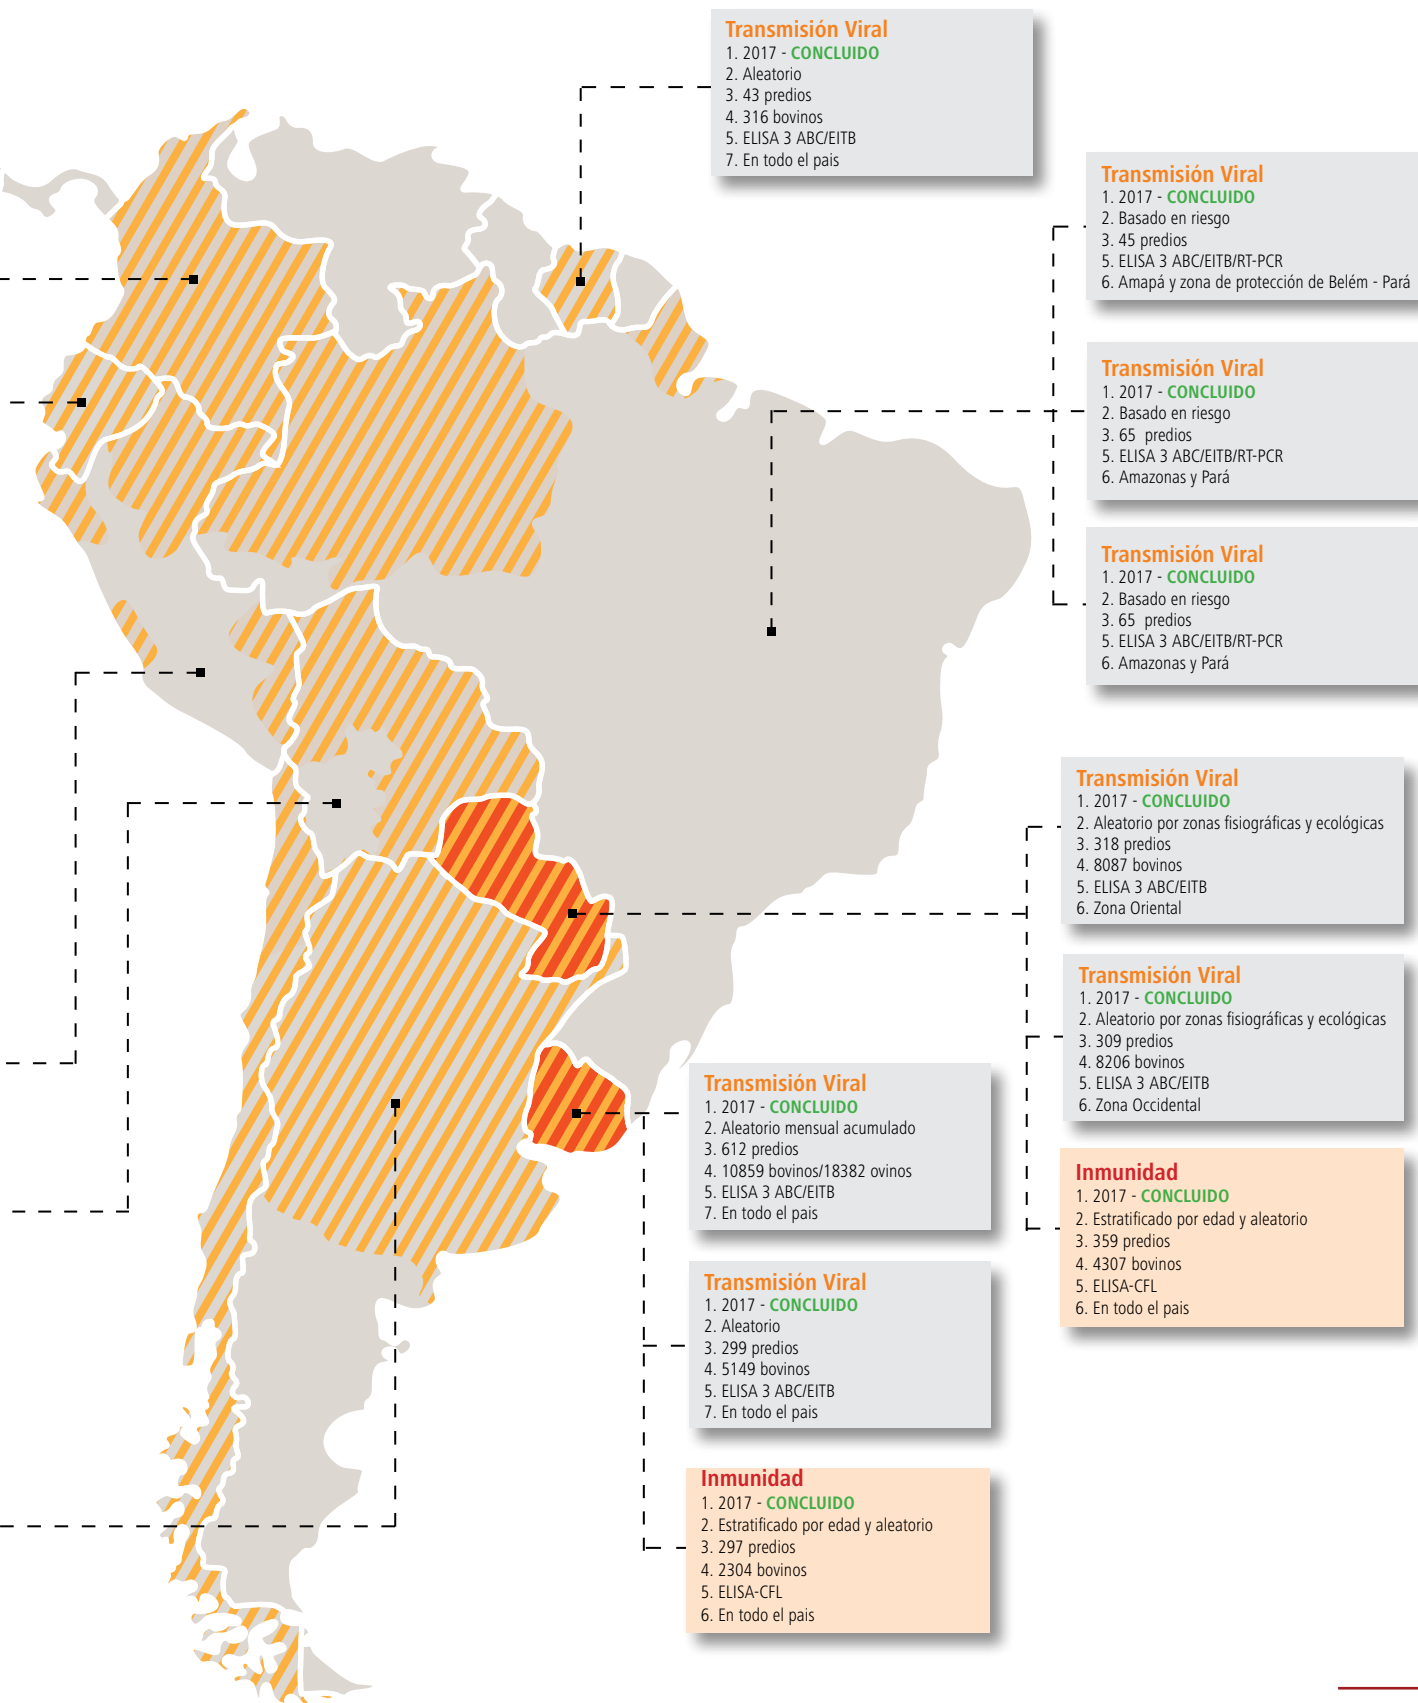 Transmisión Viral
1. 2017 - CONCLUIDO
2. Aleatorio
3. 43 predios
4. 316 bovinos
5. ELISA 3 ABC/EITB
7. En todo el pais
Transmisión Viral
1. 2017 - CONCLUIDO
2. Basado en riesgo
3. 45 predios
5. ELISA 3 ABC/EITB/RT-PCR
6. Amapá y zona de protección de Belém - Pará
Transmisión Viral
1. 2017 - CONCLUIDO
2. Basado en riesgo
3. 65 predios
5. ELISA 3 ABC/EITB/RT-PCR
6. Amazonas y Pará
Transmisión Viral
1. 2017 - CONCLUIDO
2. Basado en riesgo
3. 65 predios
5. ELISA 3 ABC/EITB/RT-PCR
6. Amazonas y Pará
Transmisión Viral
1. 2017 - CONCLUIDO
2. Aleatorio por zonas fisiográficas y ecológicas
3. 318 predios
4. 8087 bovinos
5. ELISA 3 ABC/EITB
6. Zona Oriental
Transmisión Viral
1. 2017 - CONCLUIDO
2. Aleatorio por zonas fisiográficas y ecológicas
3. 309 predios
4. 8206 bovinos
5. ELISA 3 ABC/EITB
6. Zona Occidental
Inmunidad
1. 2017 - CONCLUIDO
2. Estratificado por edad y aleatorio
3. 359 predios
4. 4307 bovinos
5. ELISA-CFL
6. En todo el pais
Transmisión Viral
1. 2017 - CONCLUIDO
2. Aleatorio mensual acumulado
3. 612 predios
4. 10859 bovinos/18382 ovinos
5. ELISA 3 ABC/EITB
7. En todo el pais
Transmisión Viral
1. 2017 - CONCLUIDO
2. Aleatorio
3. 299 predios
4. 5149 bovinos
5. ELISA 3 ABC/EITB
7. En todo el pais
Inmunidad
1. 2017 - CONCLUIDO
2. Estratificado por edad y aleatorio
3. 297 predios
4. 2304 bovinos
5. ELISA-CFL
6. En todo el pais